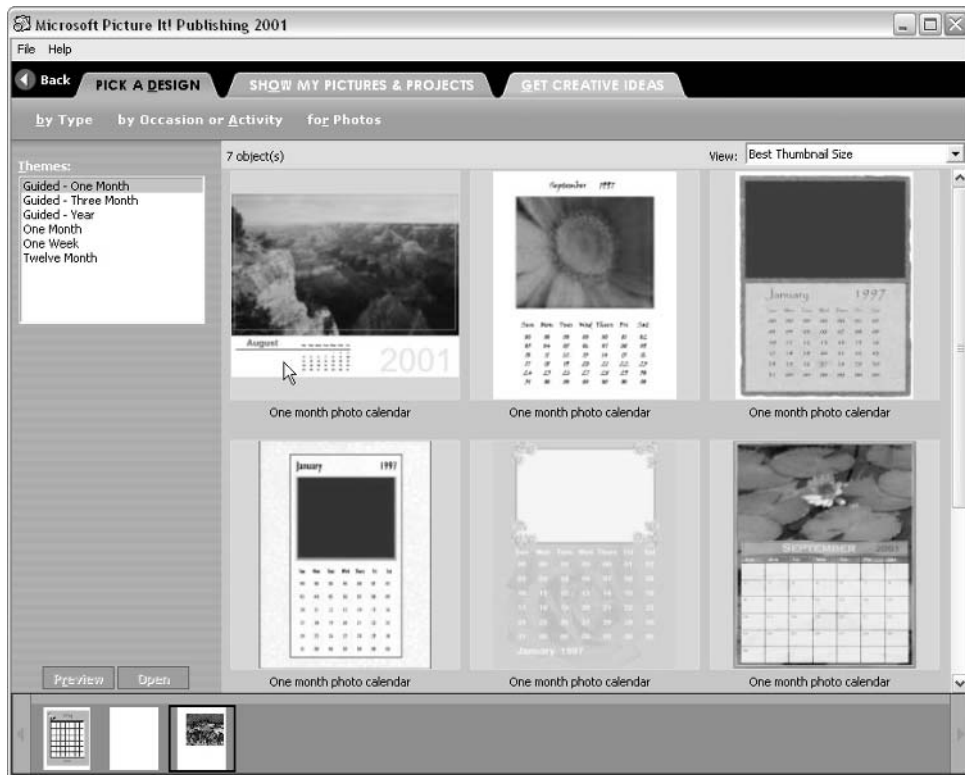 Microsoft Picture It! Publishing 2001
File Help
Back PICK A DESIGN SHOW MY PICTURES & PROJECTS GET CREATIVE IDEAS
by Type by Occasion or Activity for Photos
Themes:
7 object(s) View: Best Thumbnail Size
Guided - One Month
Guided - Three Month
Guided - Year
One Month
One Week
Twelve Month
August 2001
September 1997
January 1997
One month photo calendar One month photo calendar One month photo calendar
January 1997
January 1997
SEPTEMBER 2001
One month photo calendar One month photo calendar One month photo calendar
Preview Open